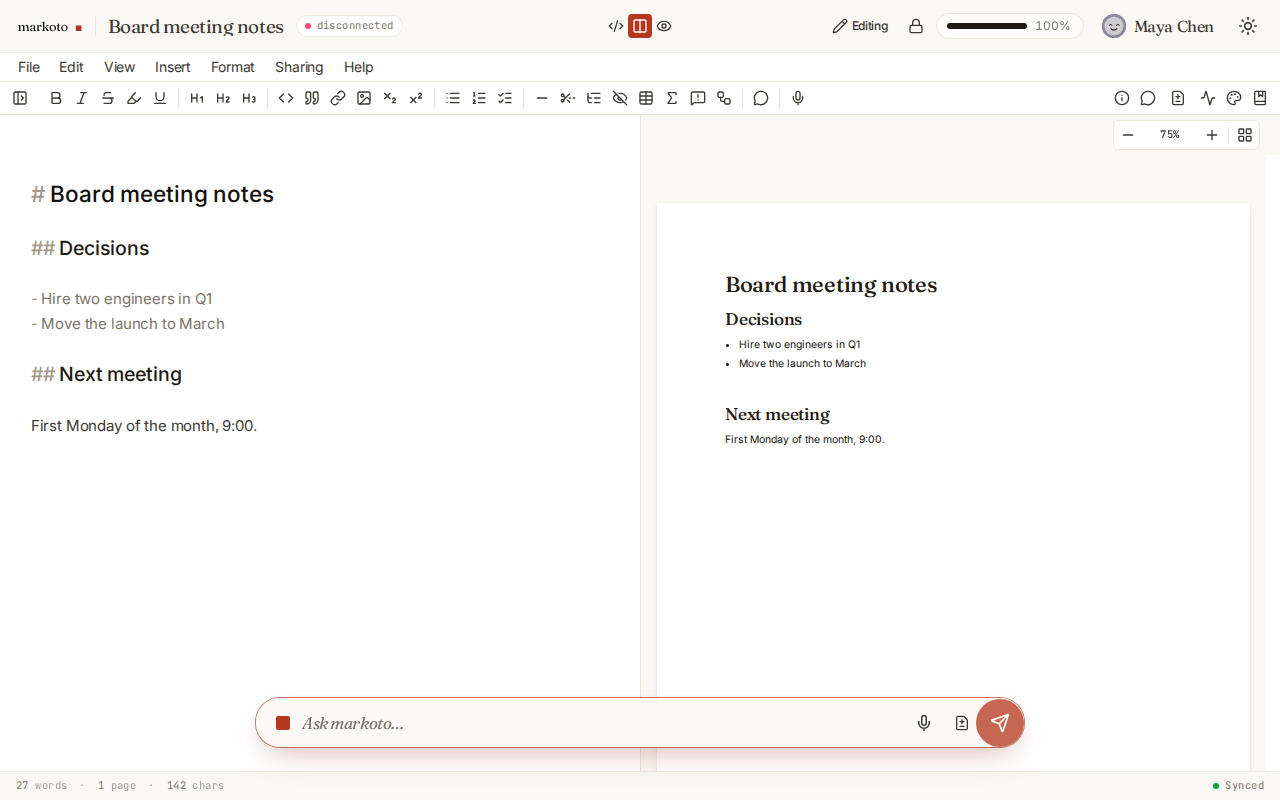 markoto
Board meeting notes
disconnected
Editing
100%
Maya Chen
File Edit View Insert Format Sharing Help
H1 H2 H3
75%
# Board meeting notes
## Decisions
- Hire two engineers in Q1
- Move the launch to March
## Next meeting
First Monday of the month, 9:00.
Board meeting notes
Decisions
• Hire two engineers in Q1
• Move the launch to March
Next meeting
First Monday of the month, 9:00.
Ask markoto...
27 words · 1 page · 142 chars
Synced